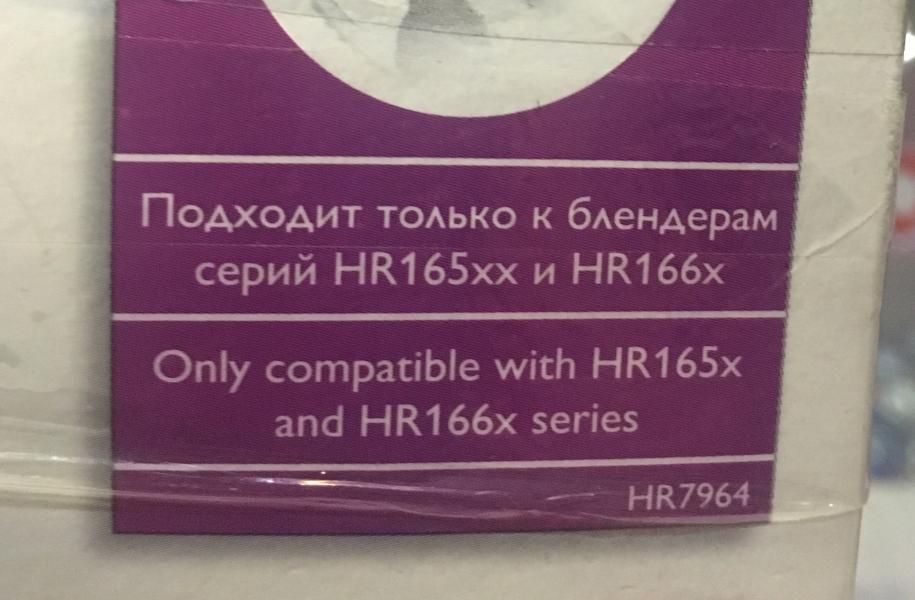 Подходит только к блендерам
серий HR165xx и HR166x
Only compatible with HR165x
and HR166x series
HR7964